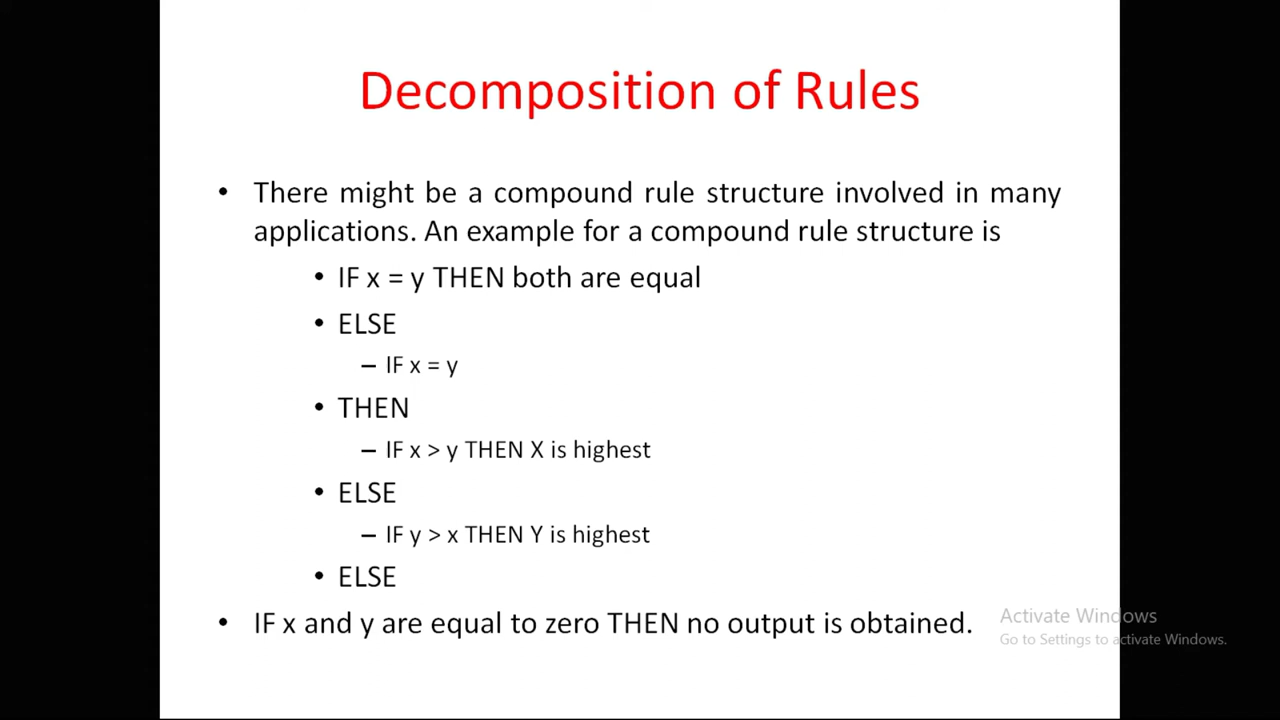 Decomposition of Rules
• There might be a compound rule structure involved in many
applications. An example for a compound rule structure is
• IF x = y THEN both are equal
• ELSE
– IF x = y
• THEN
– IF x > y THEN X is highest
• ELSE
– IF y > x THEN Y is highest
• ELSE
• IF x and y are equal to zero THEN no output is obtained.
Activate Windows
Go to Settings to activate Windows.